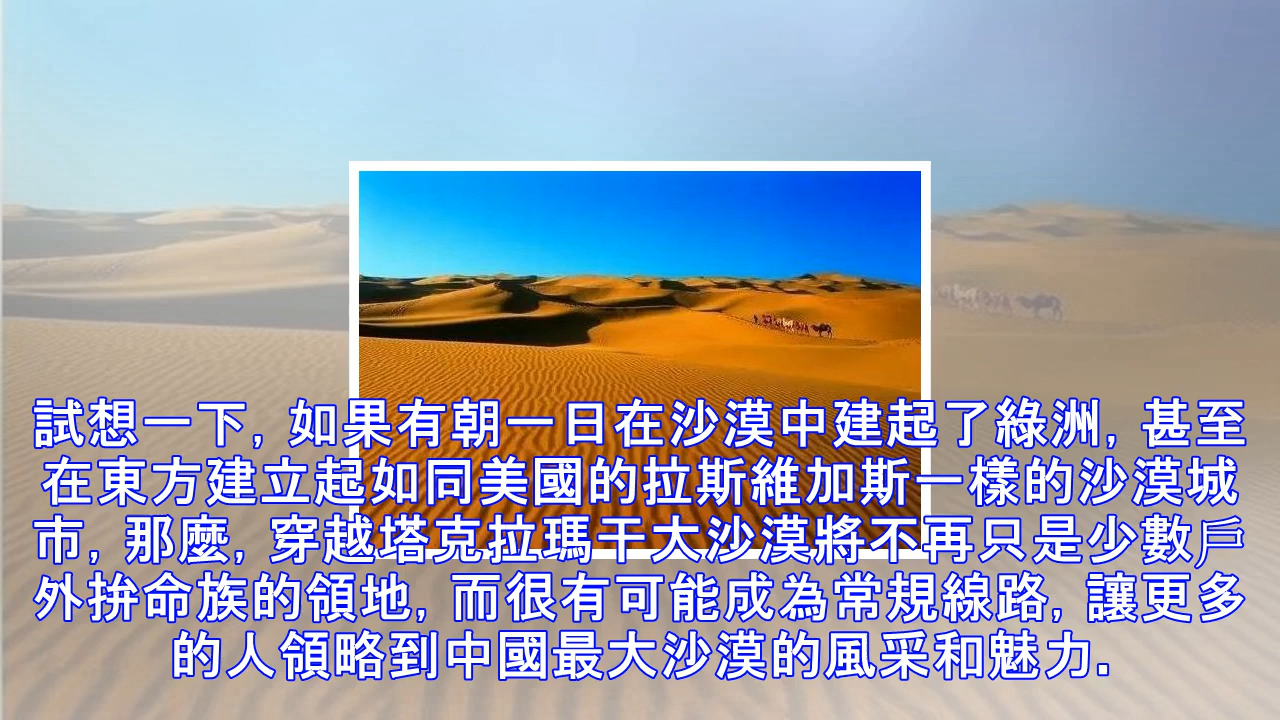 試想一下, 如果有朝一日在沙漠中建起了綠洲, 甚至
在東方建立起如同美國的拉斯維加斯一樣的沙漠城
市, 那麼, 穿越塔克拉瑪干大沙漠將不再只是少數戶
外拚命族的領地, 而很有可能成為常規線路, 讓更多
的人領略到中國最大沙漠的風采和魅力.